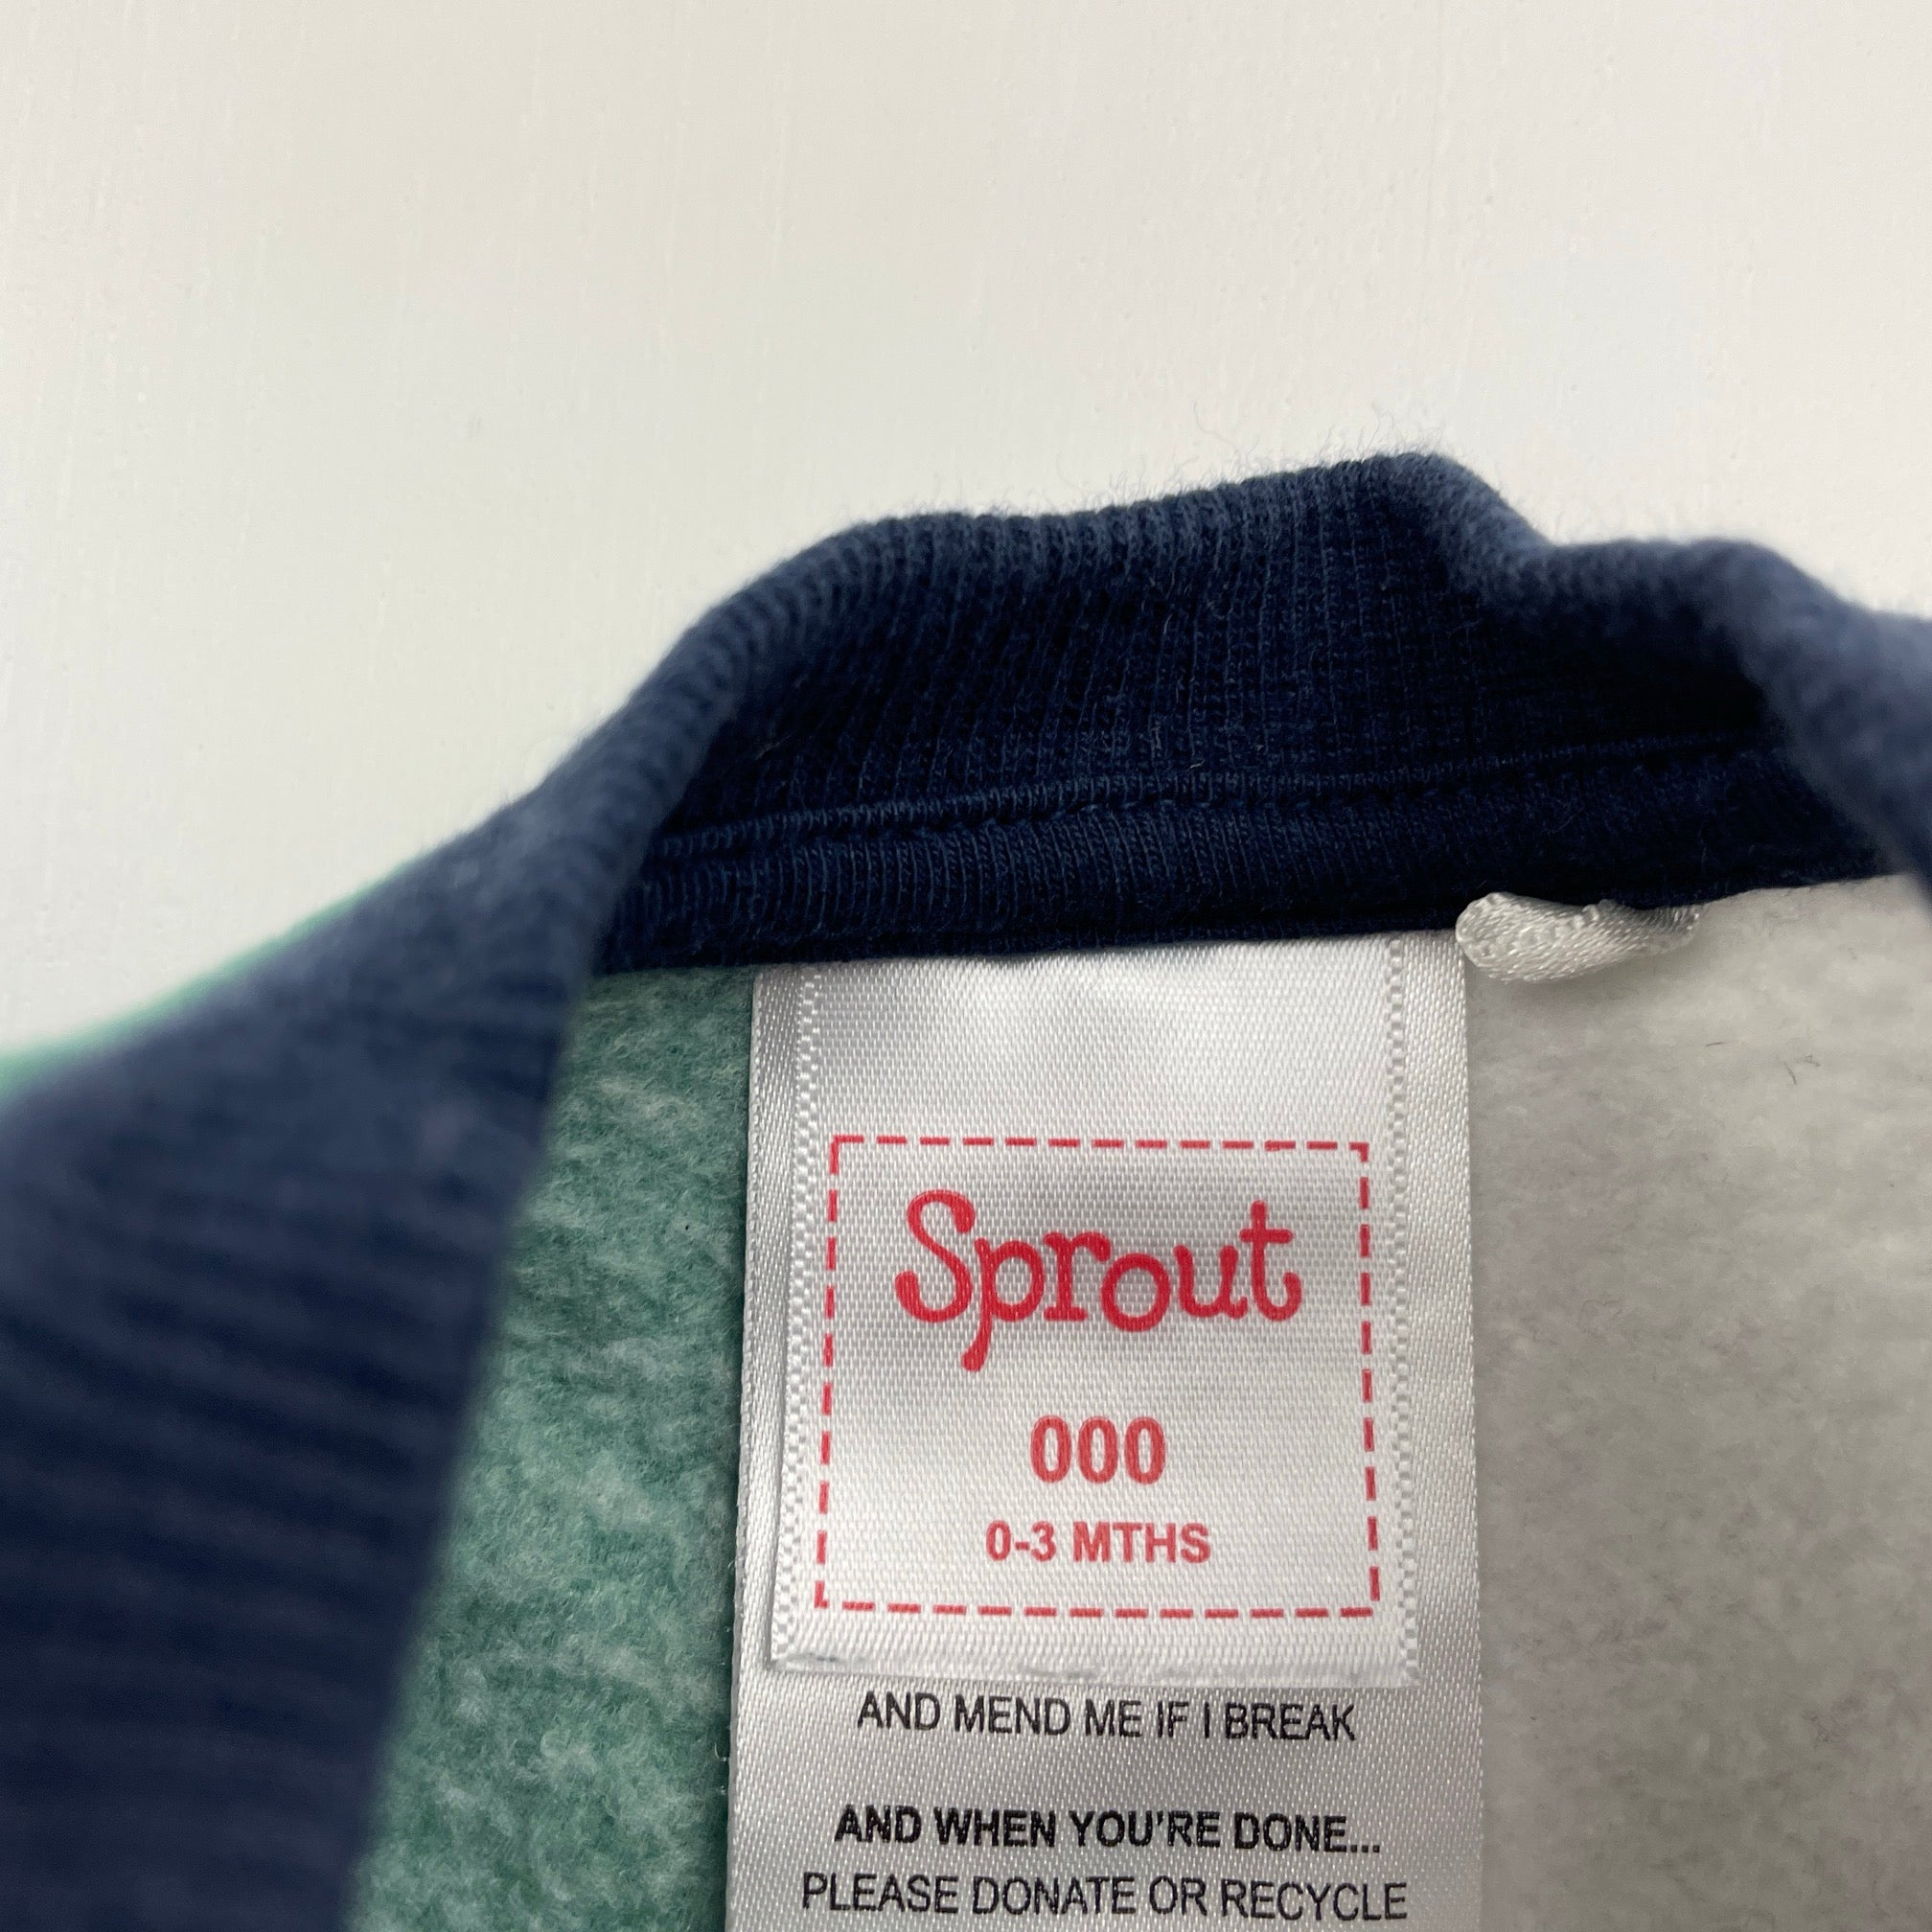 Sprout
000
0-3 MTHS
AND MEND ME IF I BREAK
AND WHEN YOU'RE DONE...
PLEASE DONATE OR RECYCLE